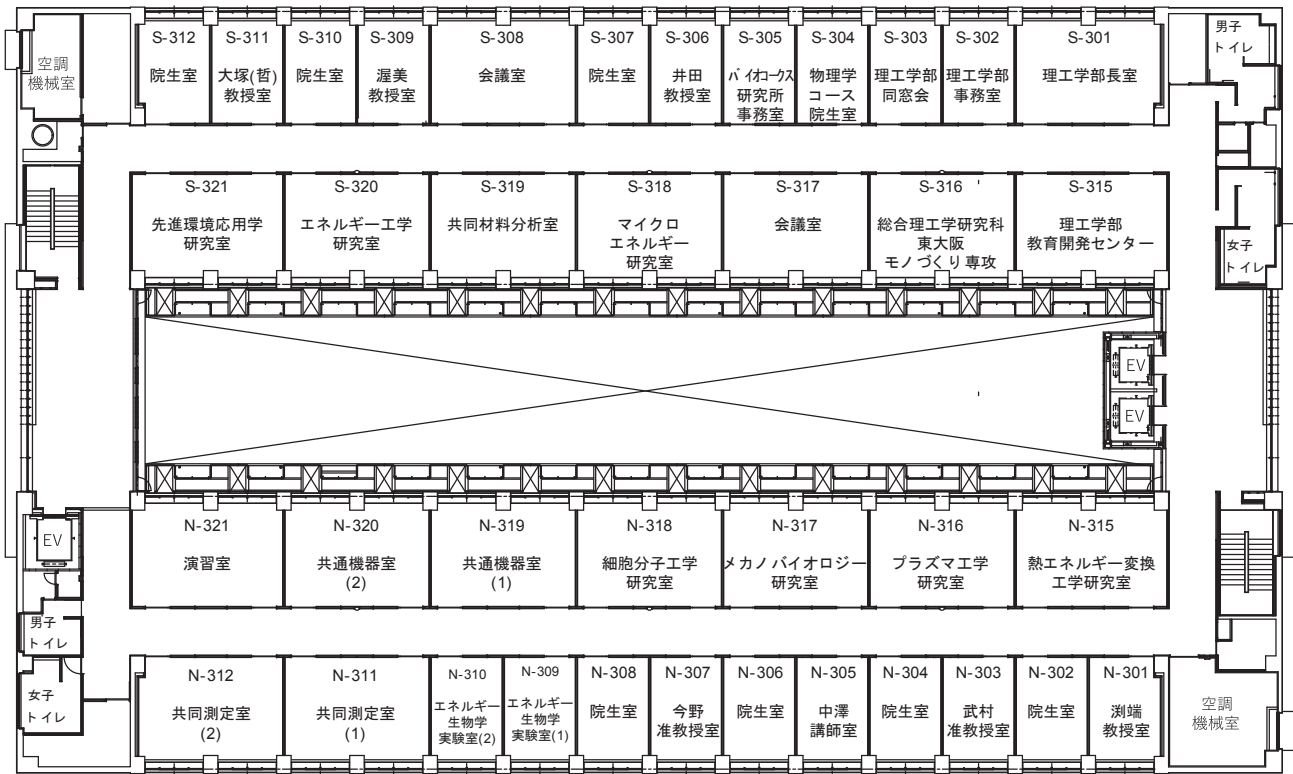 空調
機械室
S-312
院生室
S-311
大塚(哲)
教授室
S-310
院生室
S-309
渥美
教授室
S-308
会議室
S-307
院生室
S-306
井田
教授室
S-305
バイオコークス
研究所
事務室
S-304
物理学
コース
院生室
S-303
理工学部
同窓会
S-302
理工学部
事務室
S-301
理工学部長室
男子
トイレ
S-321
先進環境応用学
研究室
S-320
エネルギー工学
研究室
S-319
共同材料分析室
S-318
マイクロ
エネルギー
研究室
S-317
会議室
S-316
総合理工学研究科
東大阪
モノづくり専攻
S-315
理工学部
教育開発センター
女子
トイレ
EV
EV
EV
N-321
演習室
N-320
共通機器室
(2)
N-319
共通機器室
(1)
N-318
細胞分子工学
研究室
N-317
メカノバイオロジー
研究室
N-316
プラズマ工学
研究室
N-315
熱エネルギー変換
工学研究室
男子
トイレ
女子
トイレ
N-312
共同測定室
(2)
N-311
共同測定室
(1)
N-310
エネルギー
生物学
実験室(2)
N-309
エネルギー
生物学
実験室(1)
N-308
院生室
N-307
今野
准教授室
N-306
院生室
N-305
中澤
講師室
N-304
院生室
N-303
武村
准教授室
N-302
院生室
N-301
渕端
教授室
空調
機械室